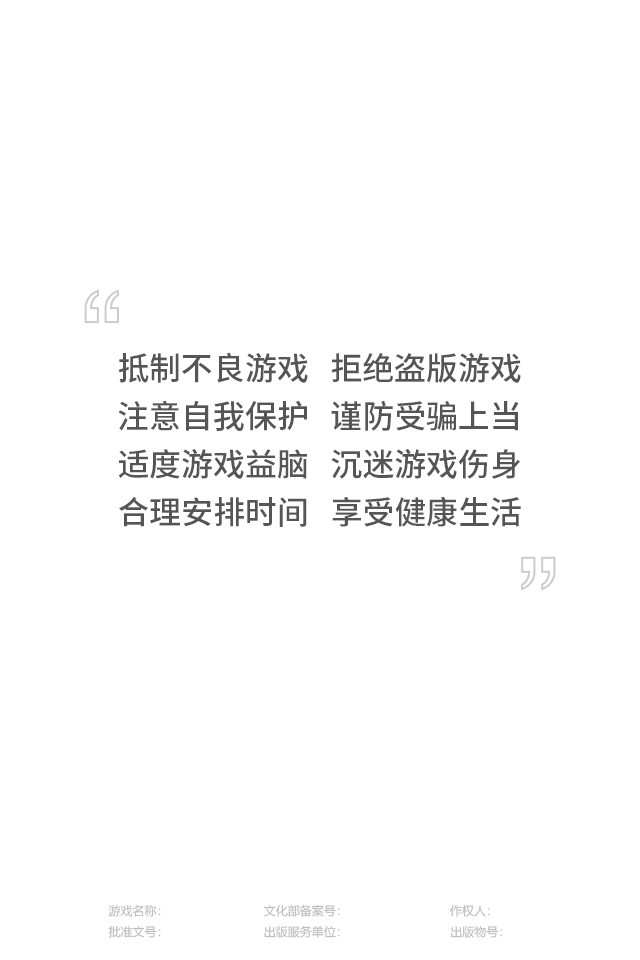 抵制不良游戏 拒绝盗版游戏
注意自我保护 谨防受骗上当
适度游戏益脑 沉迷游戏伤身
合理安排时间 享受健康生活
游戏名称: 文化部备案号: 作权人:
批准文号: 出版服务单位: 出版物号: